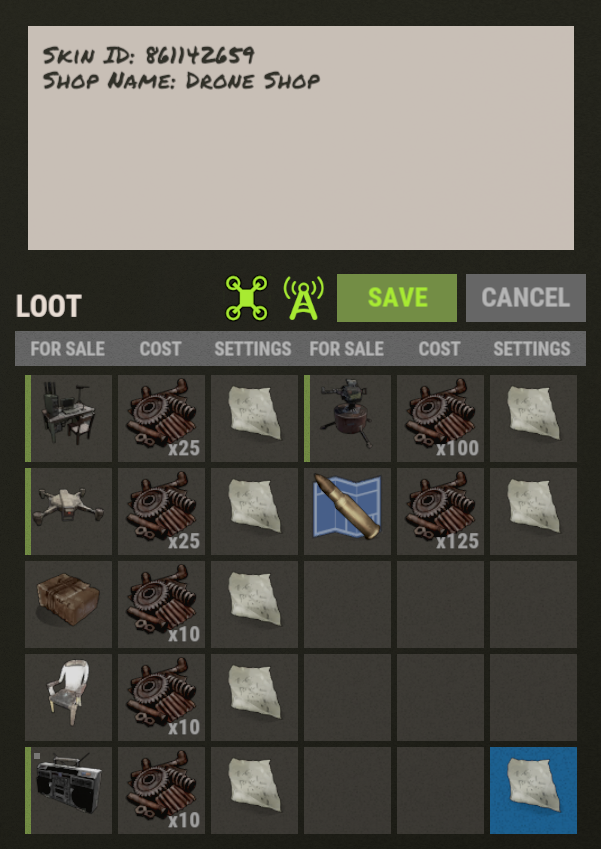 SKIN ID: 861142659
SHOP NAME: DRONE SHOP
LOOT
SAVE
CANCEL
FOR SALE COST SETTINGS FOR SALE COST SETTINGS
x25
x100
x25
x125
x10
x10
x10